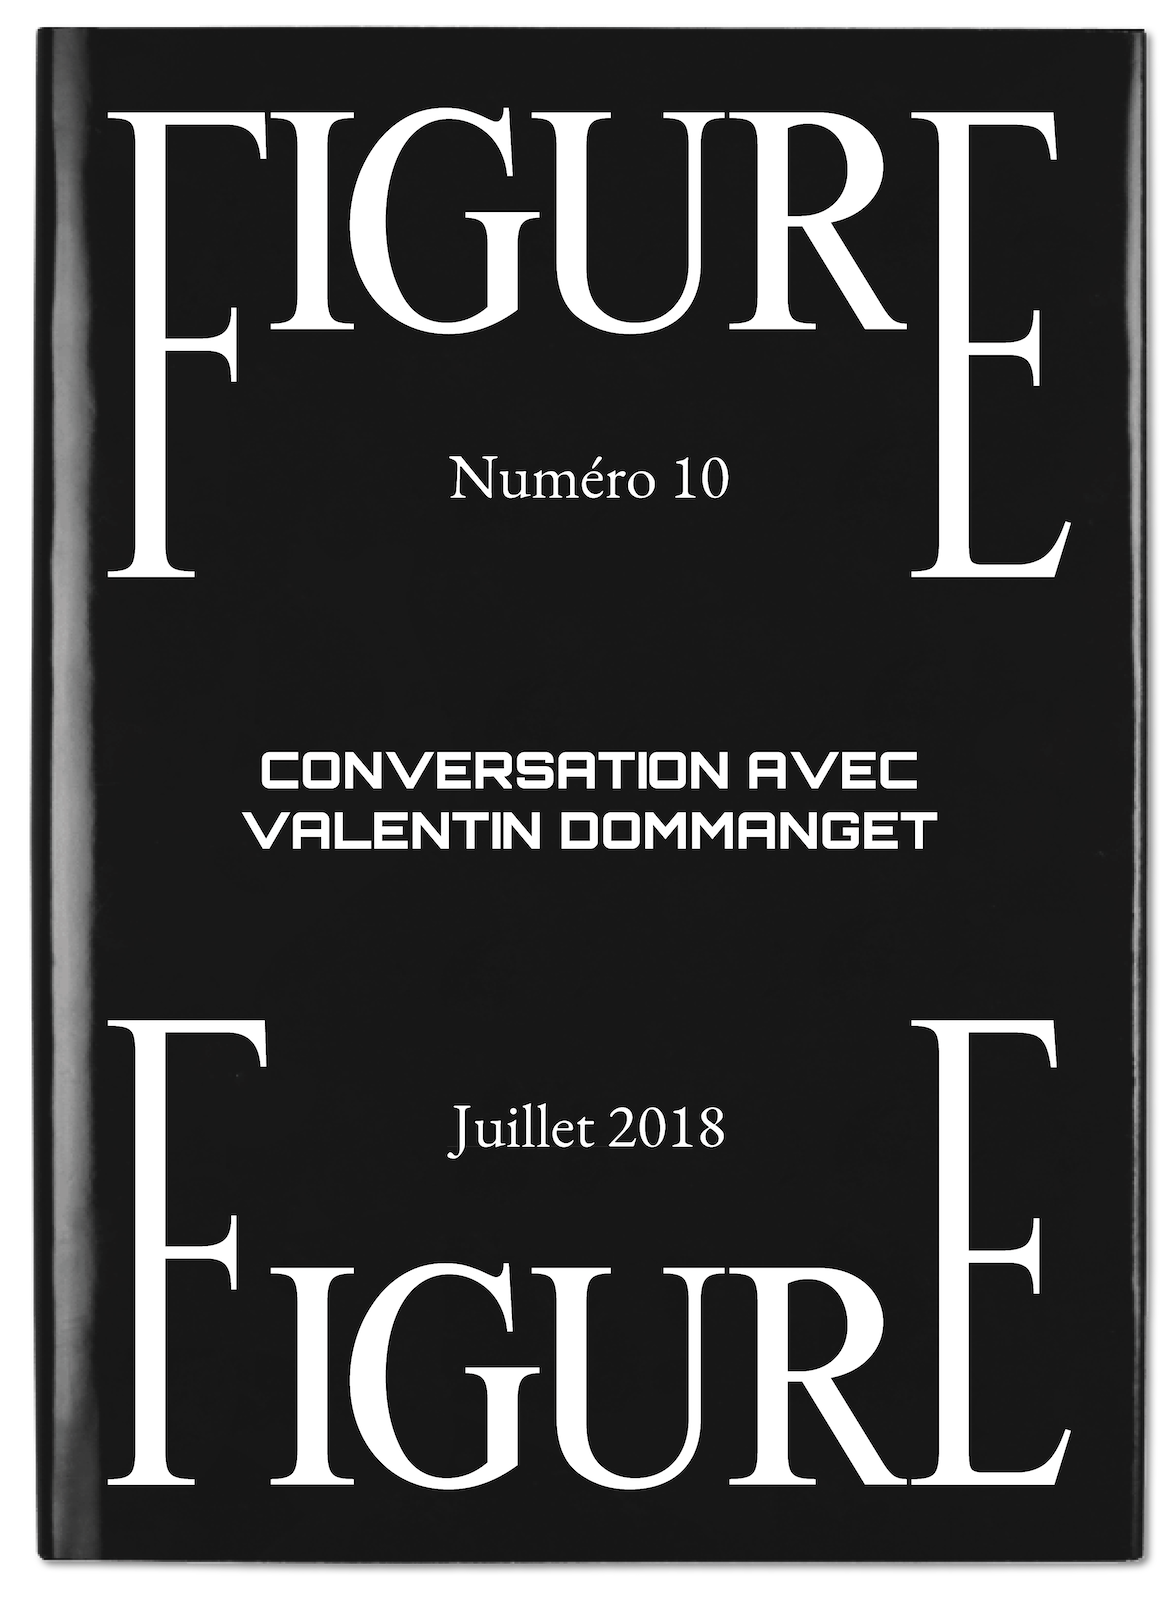 FIGURE
Numéro 10
CONVERSATION AVEC
VALENTIN DOMMANGET
Juillet 2018
FIGURE